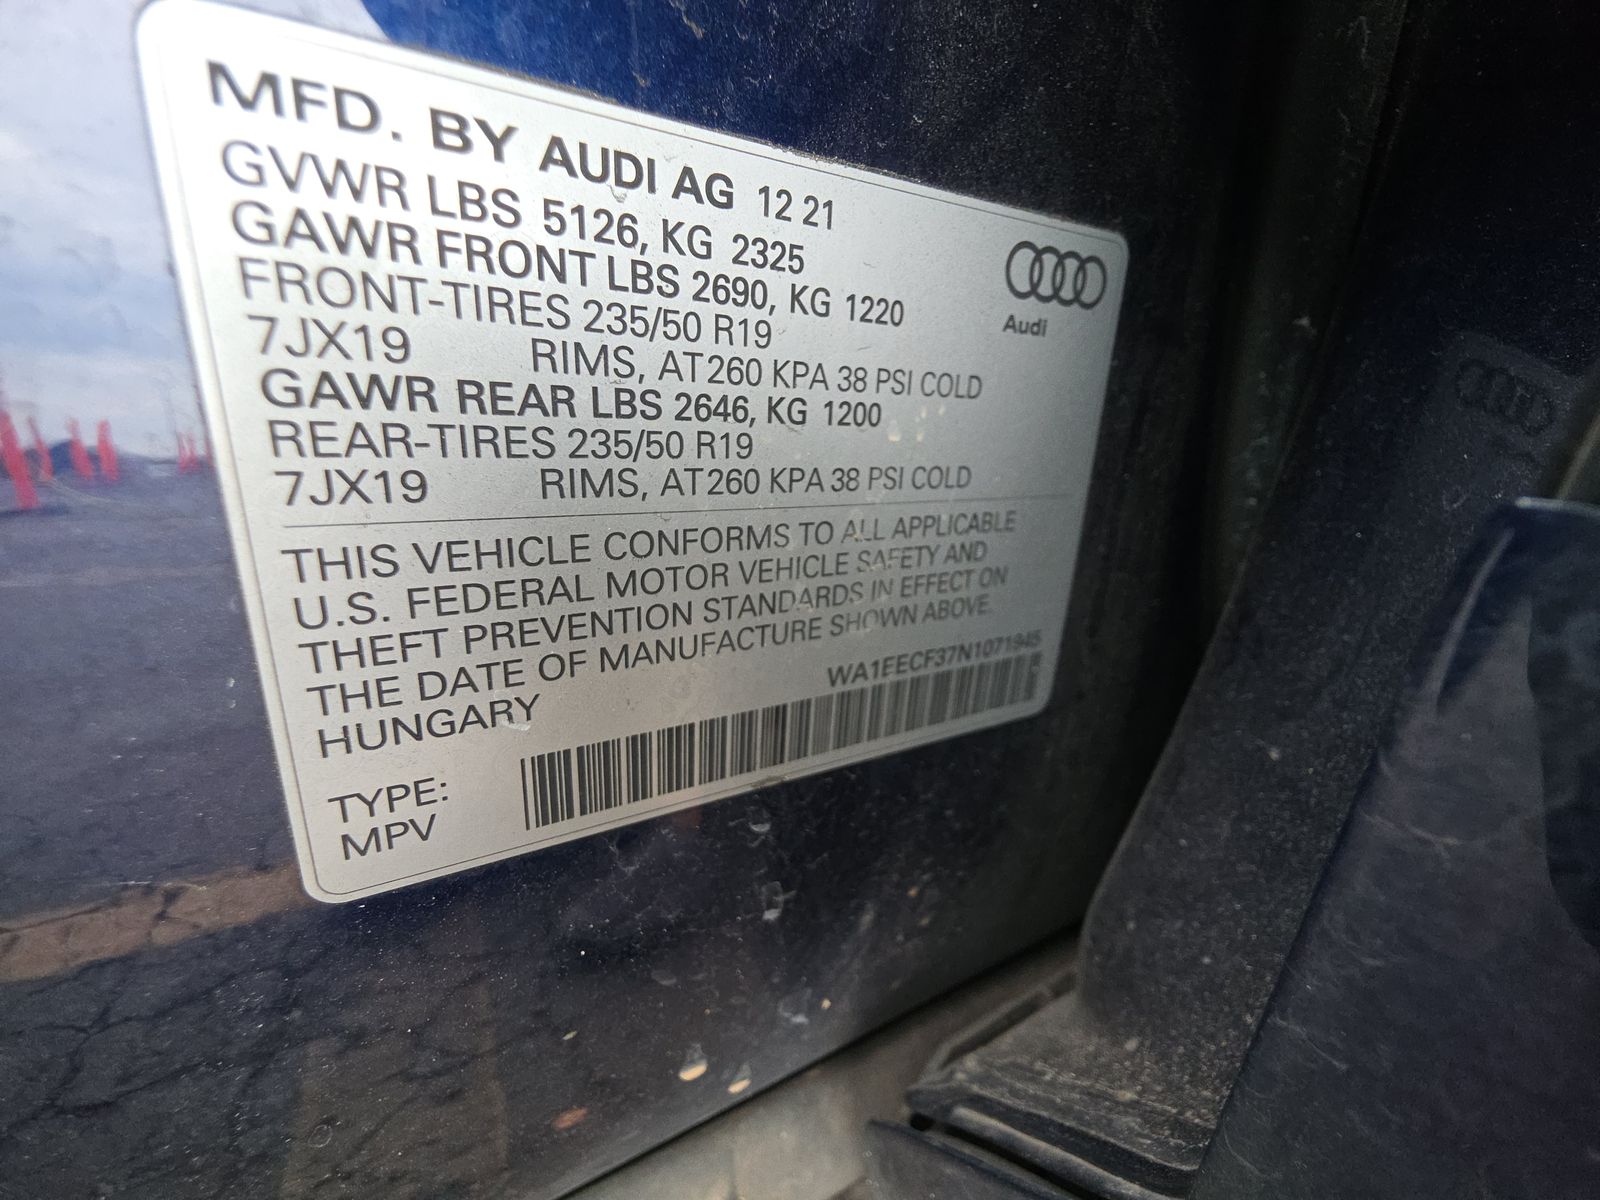 MFD. BY AUDI AG 12 21
GVWR LBS 5126, KG 2325
GAWR FRONT LBS 2690, KG 1220
FRONT-TIRES 235/50 R19
7JX19 RIMS, AT 260 KPA 38 PSI COLD
GAWR REAR LBS 2646, KG 1200
REAR-TIRES 235/50 R19
7JX19 RIMS, AT 260 KPA 38 PSI COLD
Audi
THIS VEHICLE CONFORMS TO ALL APPLICABLE
U.S. FEDERAL MOTOR VEHICLE SAFETY AND
THEFT PREVENTION STANDARDS IN EFFECT ON
THE DATE OF MANUFACTURE SHOWN ABOVE.
HUNGARY
WA1EECF37N1071945
TYPE:
MPV